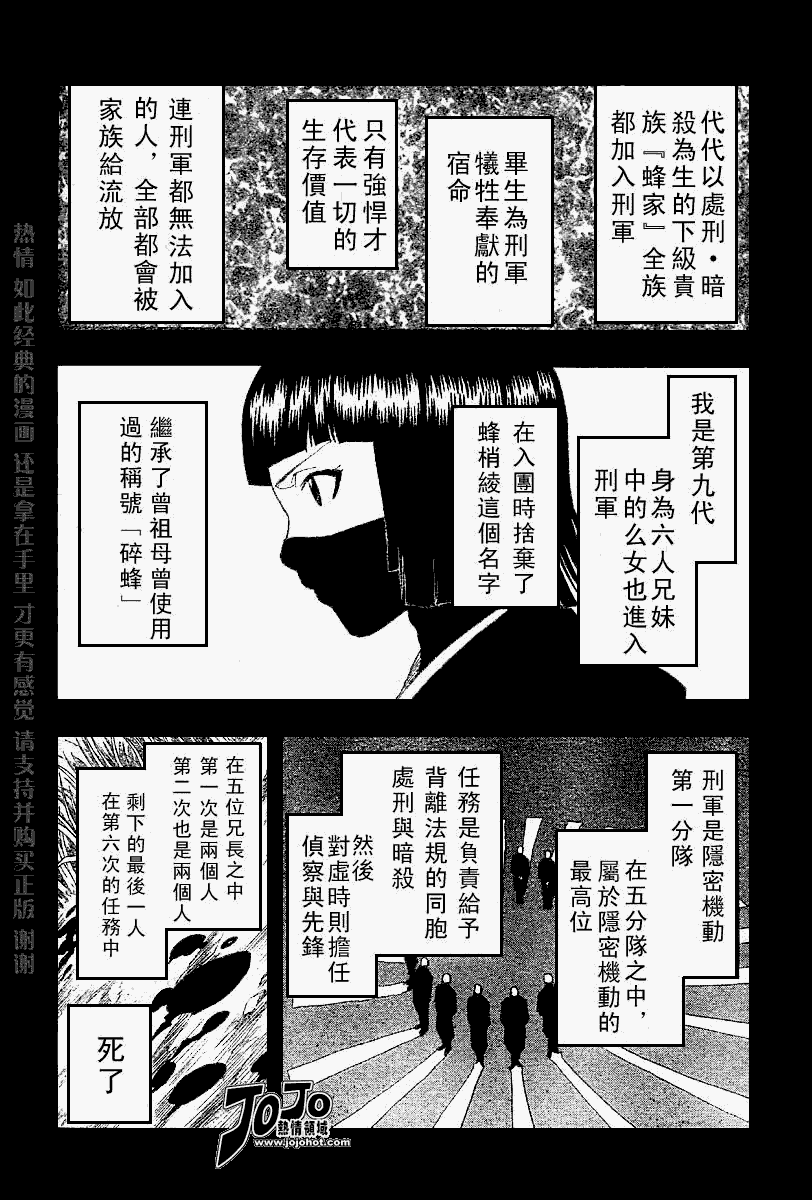 代代以處刑・暗
殺為生的下級貴
族『蜂家』全族
都加入刑軍
畢生為刑軍
犧牲奉獻的
宿命
只有強悍才
代表一切的
生存價值
連刑軍都無法加入
的人，全部都會被
家族給流放
我是第九代
身為六人兄妹
中的么女也進入
刑軍
在入團時捨棄了
蜂梢綾這個名字
繼承了曾祖母曾使用
過的稱號「碎蜂」
刑軍是隱密機動
第一分隊
在五分隊之中，
屬於隱密機動的
最高位
任務是負責給予
背離法規的同胞
處刑與暗殺
然後
對虛時則擔任
偵察與先鋒
在五位兄長之中
第一次是兩個人
第二次也是兩個人
剩下的最後一人
在第六次的任務中
死了
热情 如此经典的漫画 还是拿在手里 才更有感觉 请支持并购买正版 谢谢
JOJO
熱情領域
www.jojohot.com